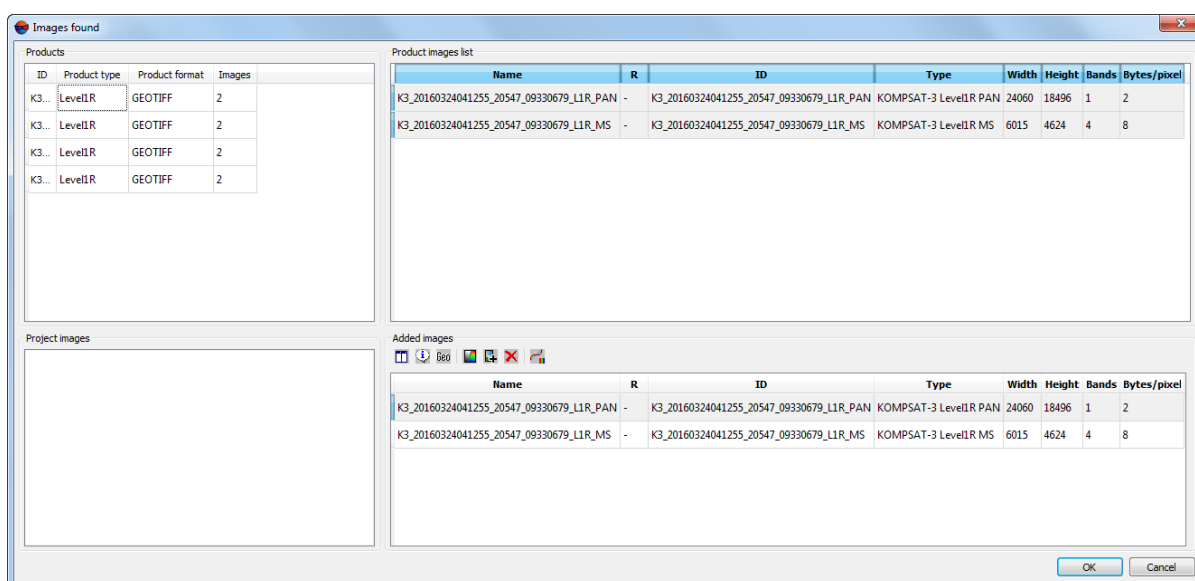 Images found
Products
ID Product type Product format Images
K3... Level1R GEOTIFF 2
K3... Level1R GEOTIFF 2
K3... Level1R GEOTIFF 2
K3... Level1R GEOTIFF 2
Product images list
Name R ID Type Width Height Bands Bytes/pixel
K3_20160324041255_20547_09330679_L1R_PAN - K3_20160324041255_20547_09330679_L1R_PAN KOMPSAT-3 Level1R PAN 24060 18496 1 2
K3_20160324041255_20547_09330679_L1R_MS - K3_20160324041255_20547_09330679_L1R_MS KOMPSAT-3 Level1R MS 6015 4624 4 8
Project images
Added images
Geo
Name R ID Type Width Height Bands Bytes/pixel
K3_20160324041255_20547_09330679_L1R_PAN - K3_20160324041255_20547_09330679_L1R_PAN KOMPSAT-3 Level1R PAN 24060 18496 1 2
K3_20160324041255_20547_09330679_L1R_MS - K3_20160324041255_20547_09330679_L1R_MS KOMPSAT-3 Level1R MS 6015 4624 4 8
OK Cancel